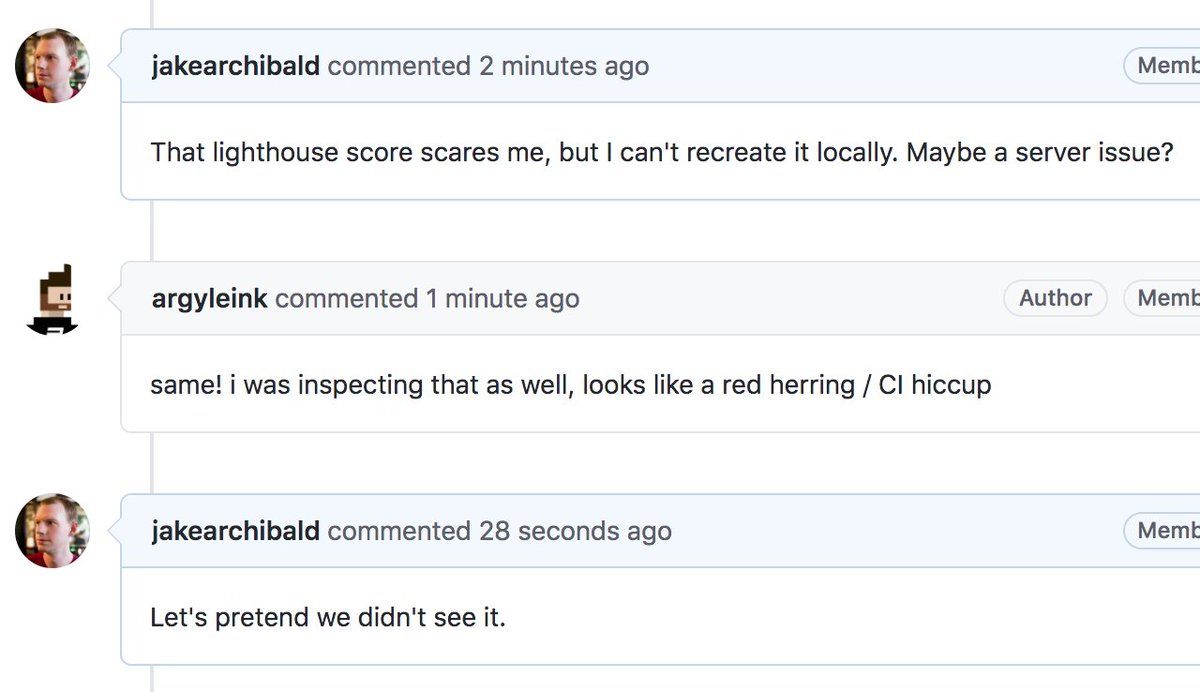 jakearchibald commented 2 minutes ago Memb
That lighthouse score scares me, but I can't recreate it locally. Maybe a server issue?
argyleink commented 1 minute ago Author Memb
same! i was inspecting that as well, looks like a red herring / CI hiccup
jakearchibald commented 28 seconds ago Memb
Let's pretend we didn't see it.